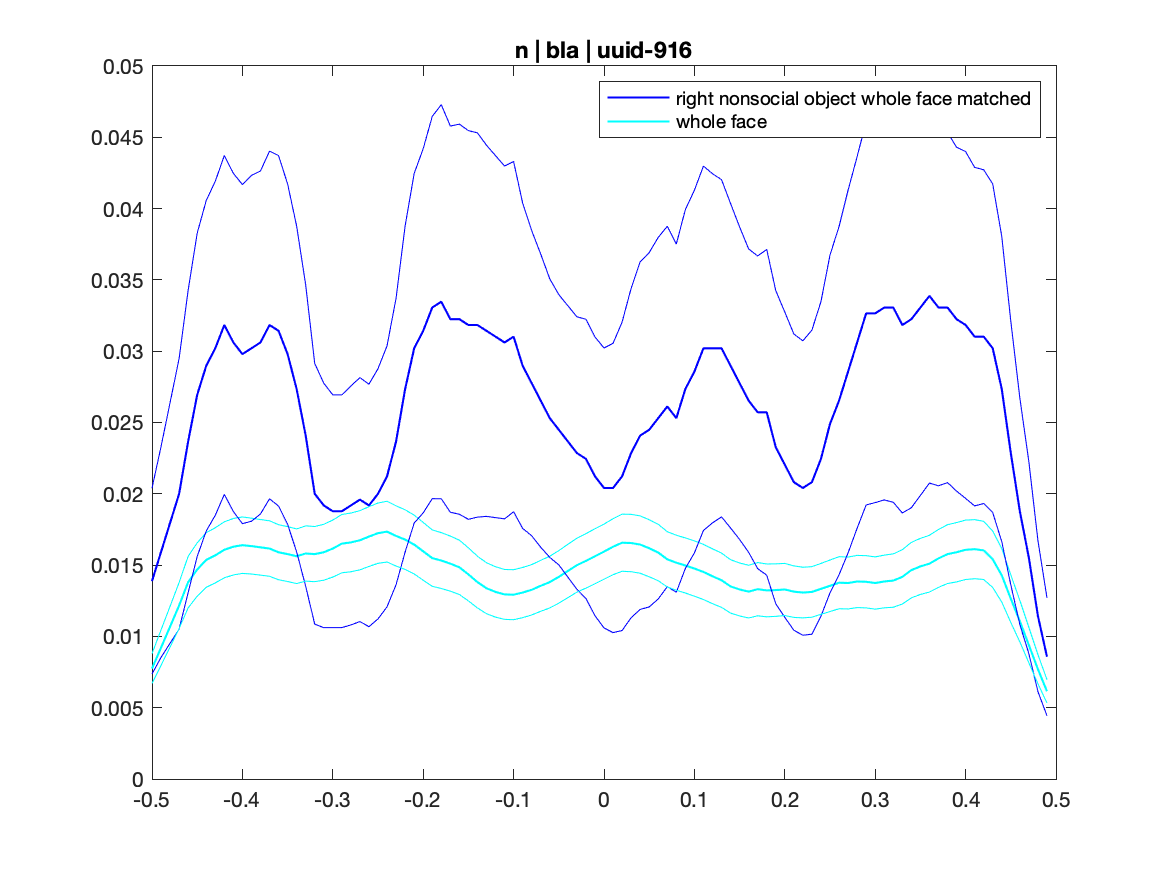 n | bla | uuid-916
right nonsocial object whole face matched
whole face
0.05
0.045
0.04
0.035
0.03
0.025
0.02
0.015
0.01
0.005
0
-0.5 -0.4 -0.3 -0.2 -0.1 0 0.1 0.2 0.3 0.4 0.5